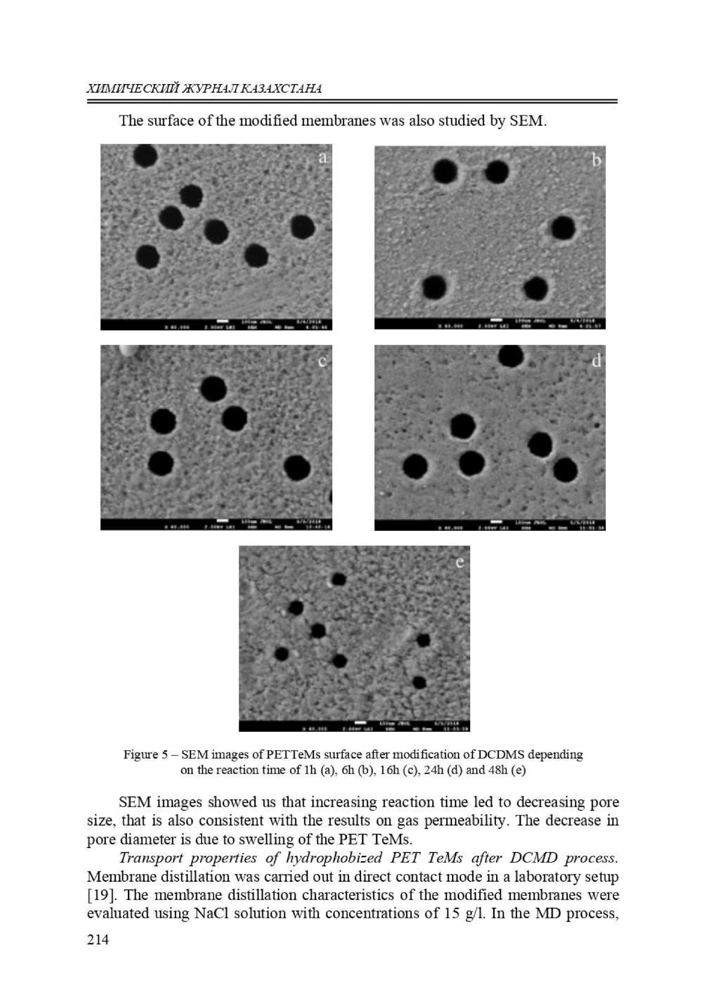 ХИМИЧЕСКИЙ ЖУРНАЛ КАЗАХСТАНА
The surface of the modified membranes was also studied by SEM.
a
b
c
d
e
Figure 5 – SEM images of PETTeMs surface after modification of DCDMS depending
on the reaction time of 1h (a), 6h (b), 16h (c), 24h (d) and 48h (e)
SEM images showed us that increasing reaction time led to decreasing pore
size, that is also consistent with the results on gas permeability. The decrease in
pore diameter is due to swelling of the PET TeMs.
Transport properties of hydrophobized PET TeMs after DCMD process.
Membrane distillation was carried out in direct contact mode in a laboratory setup
[19]. The membrane distillation characteristics of the modified membranes were
evaluated using NaCl solution with concentrations of 15 g/l. In the MD process,
214